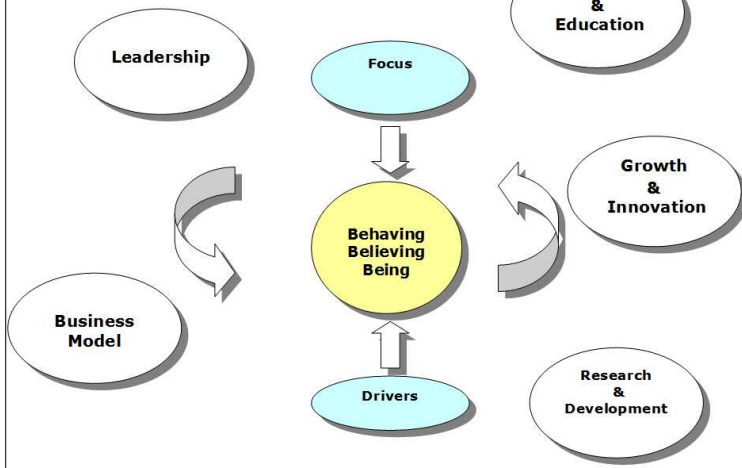 &
Education
Leadership
Focus
Growth
&
Innovation
Behaving
Believing
Being
Business
Model
Research
&
Development
Drivers